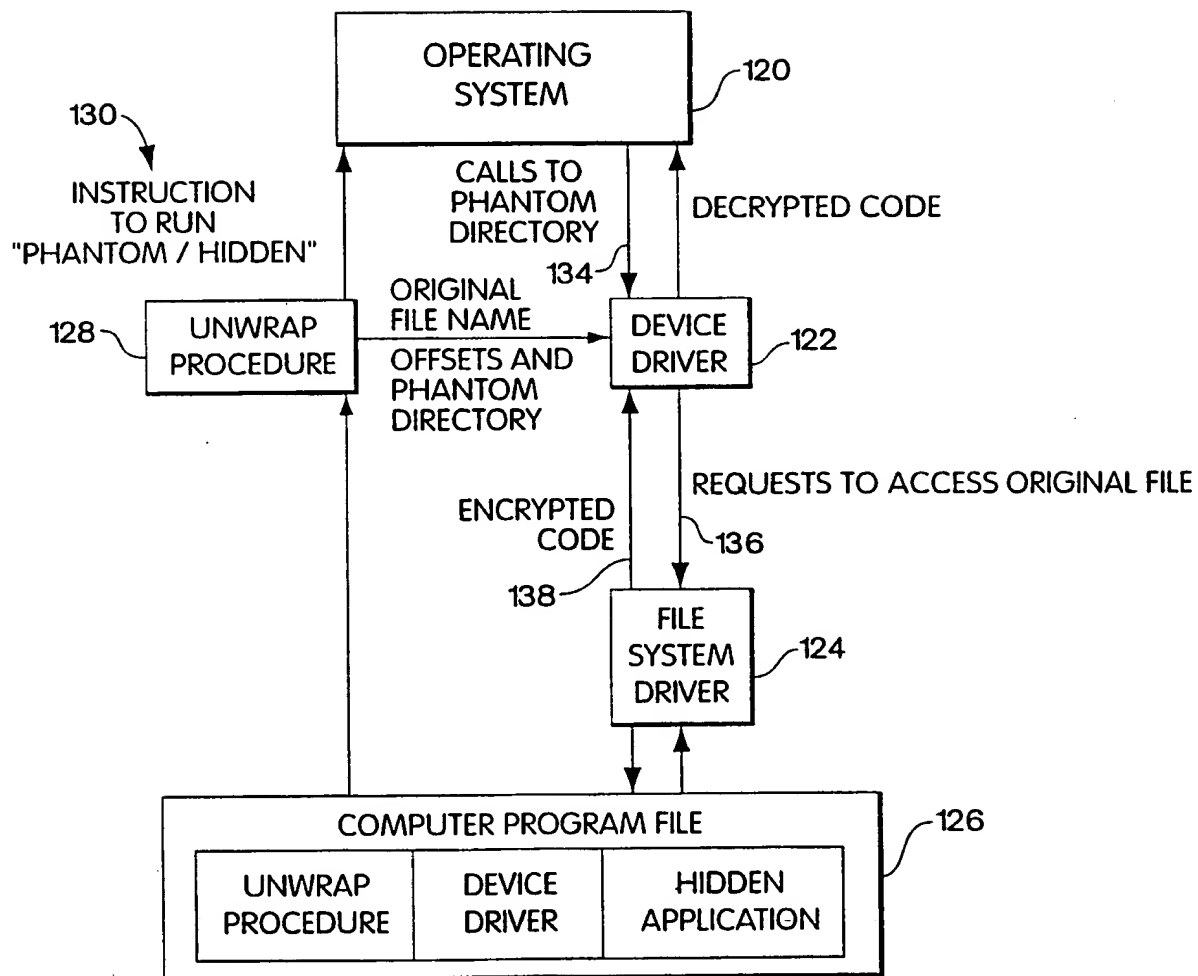 OPERATING
SYSTEM
120
130
INSTRUCTION
TO RUN
"PHANTOM / HIDDEN"
CALLS TO
PHANTOM
DIRECTORY
134
DECRYPTED CODE
128
UNWRAP
PROCEDURE
ORIGINAL
FILE NAME
OFFSETS AND
PHANTOM
DIRECTORY
DEVICE
DRIVER
122
REQUESTS TO ACCESS ORIGINAL FILE
136
ENCRYPTED
CODE
138
FILE
SYSTEM
DRIVER
124
COMPUTER PROGRAM FILE
126
UNWRAP
PROCEDURE
DEVICE
DRIVER
HIDDEN
APPLICATION